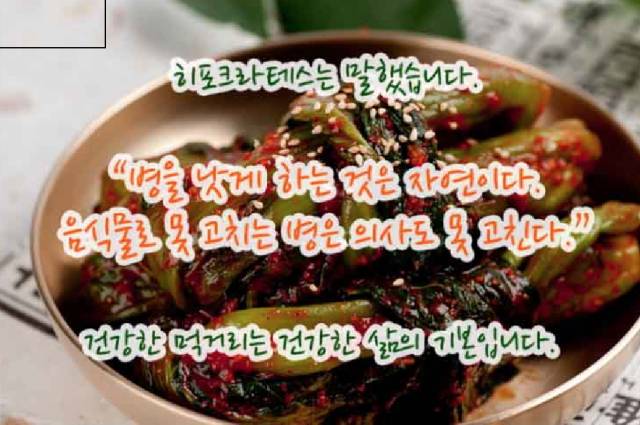 히포크라테스는 말했습니다.
“병을 낫게 하는 것은 자연이다.
음식물로 못 고치는 병은 의사도 못 고친다.”
건강한 먹거리는 건강한 삶의 기본입니다.